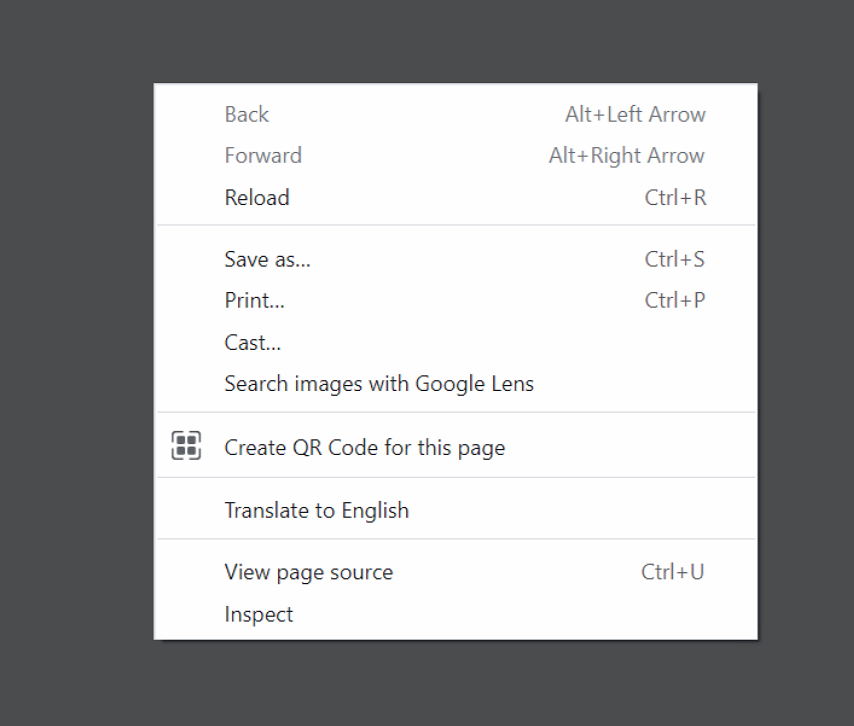 Back Alt+Left Arrow
Forward Alt+Right Arrow
Reload Ctrl+R
Save as... Ctrl+S
Print... Ctrl+P
Cast...
Search images with Google Lens
Create QR Code for this page
Translate to English
View page source Ctrl+U
Inspect